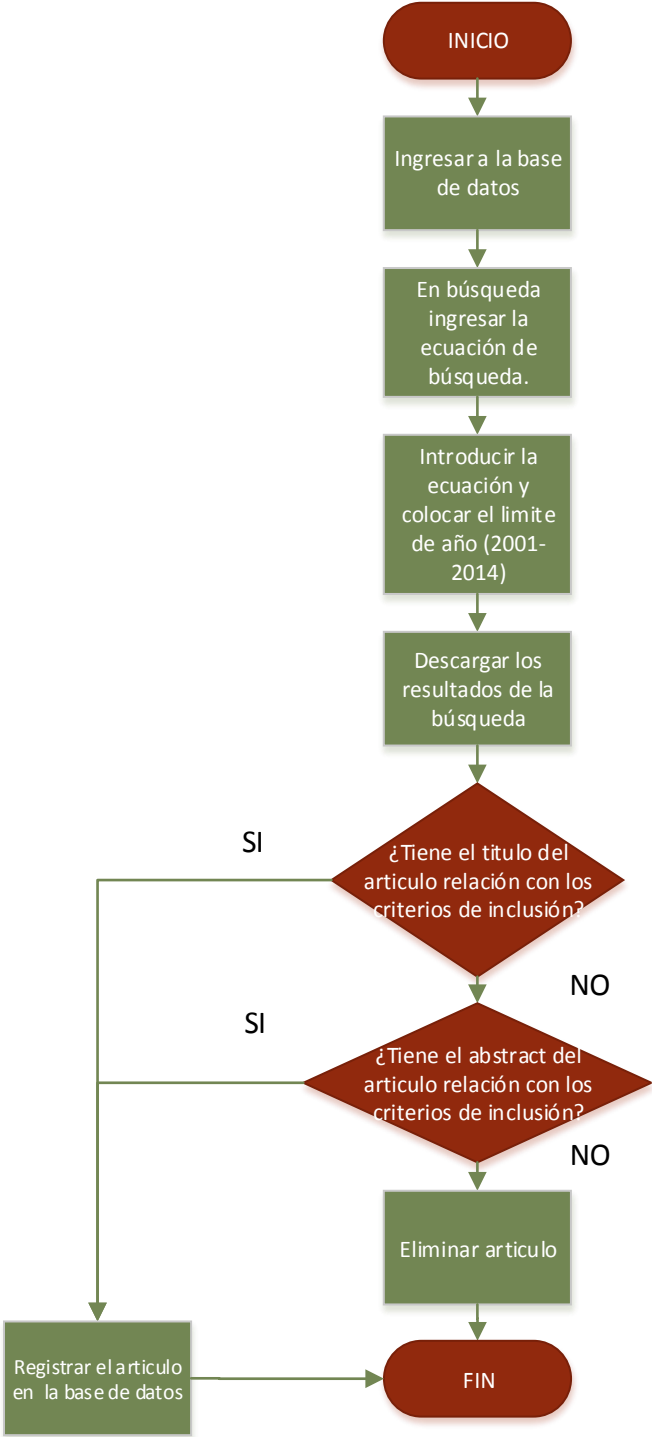 INICIO
Ingresar a la base
de datos
En búsqueda
ingresar la
ecuación de
búsqueda.
Introducir la
ecuación y
colocar el limite
de año (2001-
2014)
Descargar los
resultados de la
búsqueda
SI
¿Tiene el titulo del
articulo relación con los
criterios de inclusión?
NO
SI
¿Tiene el abstract del
articulo relación con los
criterios de inclusión?
NO
Eliminar articulo
Registrar el articulo
en la base de datos
FIN